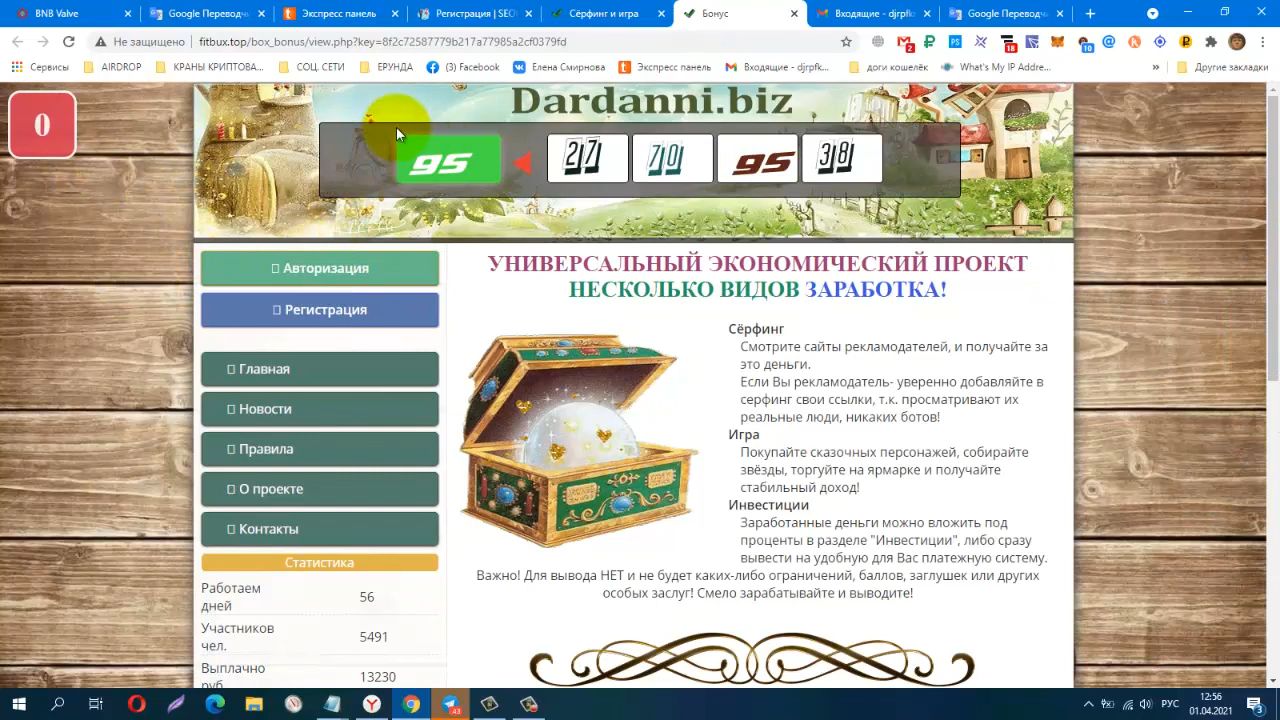 BNB Valve
Google Переводч
Экспресс панель
Регистрация | SEO
Сёрфинг и игра
Бонус
Входящие - djrpfk
Google Переводч
Не защищено
fitbux.top/box_bonus/view.php?key=8f2c72587779b217a77985a2cf0379fd
Сервисы
AIRDROP
КРАНЫ КРИПТОВА...
СОЦ. СЕТИ
ЕРУНДА
(3) Facebook
Елена Смирнова
Экспресс панель
Входящие - djrpfk...
доги кошелёк
What's My IP Addre...
»
Другие закладки
0
Dardanni.biz
95
27
70
95
38
Авторизация
Регистрация
Главная
Новости
Правила
О проекте
Контакты
Статистика
Работаем дней
56
Участников чел.
5491
Выплачно руб.
13230
УНИВЕРСАЛЬНЫЙ ЭКОНОМИЧЕСКИЙ ПРОЕКТ
НЕСКОЛЬКО ВИДОВ ЗАРАБОТКА!
Сёрфинг
Смотрите сайты рекламодателей, и получайте за
это деньги.
Если Вы рекламодатель- уверенно добавляйте в
серфинг свои ссылки, т.к. просматривают их
реальные люди, никаких ботов!
Игра
Покупайте сказочных персонажей, собирайте
звёзды, торгуйте на ярмарке и получайте
стабильный доход!
Инвестиции
Заработанные деньги можно вложить под
проценты в разделе "Инвестиции", либо сразу
вывести на удобную для Вас платежную систему.
Важно! Для вывода НЕТ и не будет каких-либо ограничений, баллов, заглушек или других
особых заслуг! Смело зарабатывайте и выводите!
РУС
12:56
01.04.2021